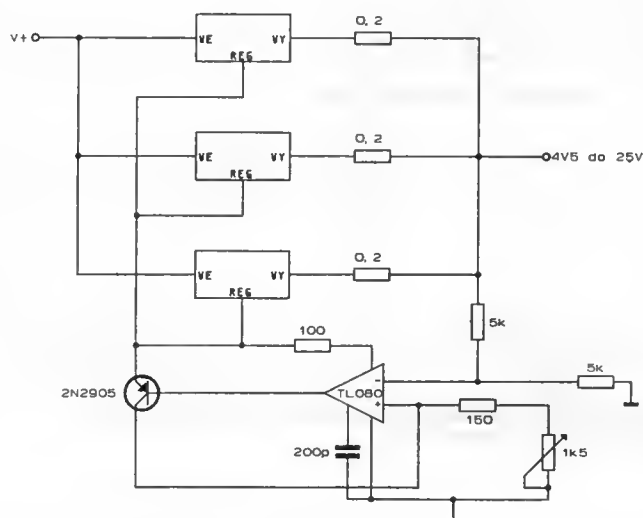 0, 2
V+
VE
VY
REG
0, 2
VE
VY
REG
4V5 do 25V
0, 2
VE
VY
REG
5k
100
5k
2N2905
TL080
-
+
150
200p
1k5